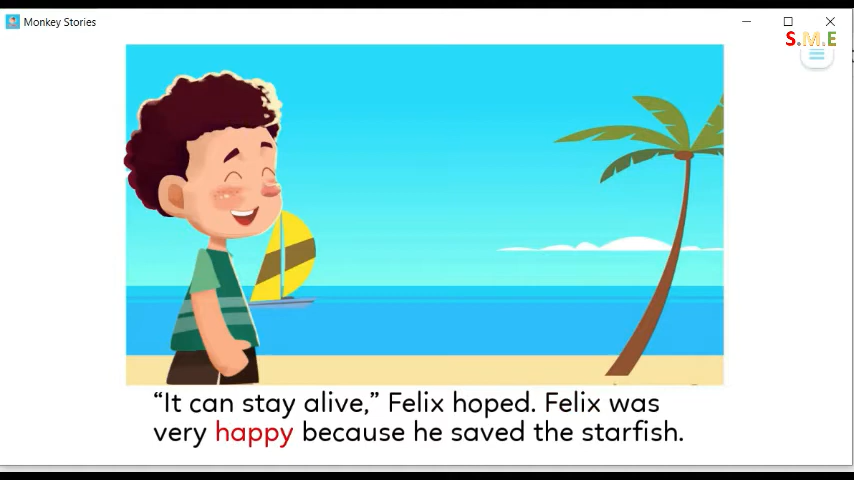 Monkey Stories
S.M.E
“It can stay alive,” Felix hoped. Felix was
very happy because he saved the starfish.